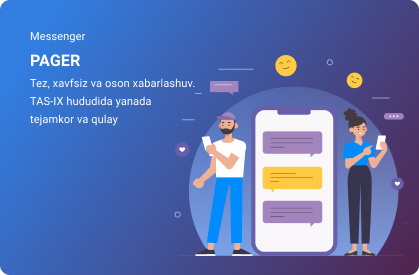 Messenger
PAGER
Tez, xavfsiz va oson xabarlashuv.
TAS-IX hududida yanada
tejamkor va qulay